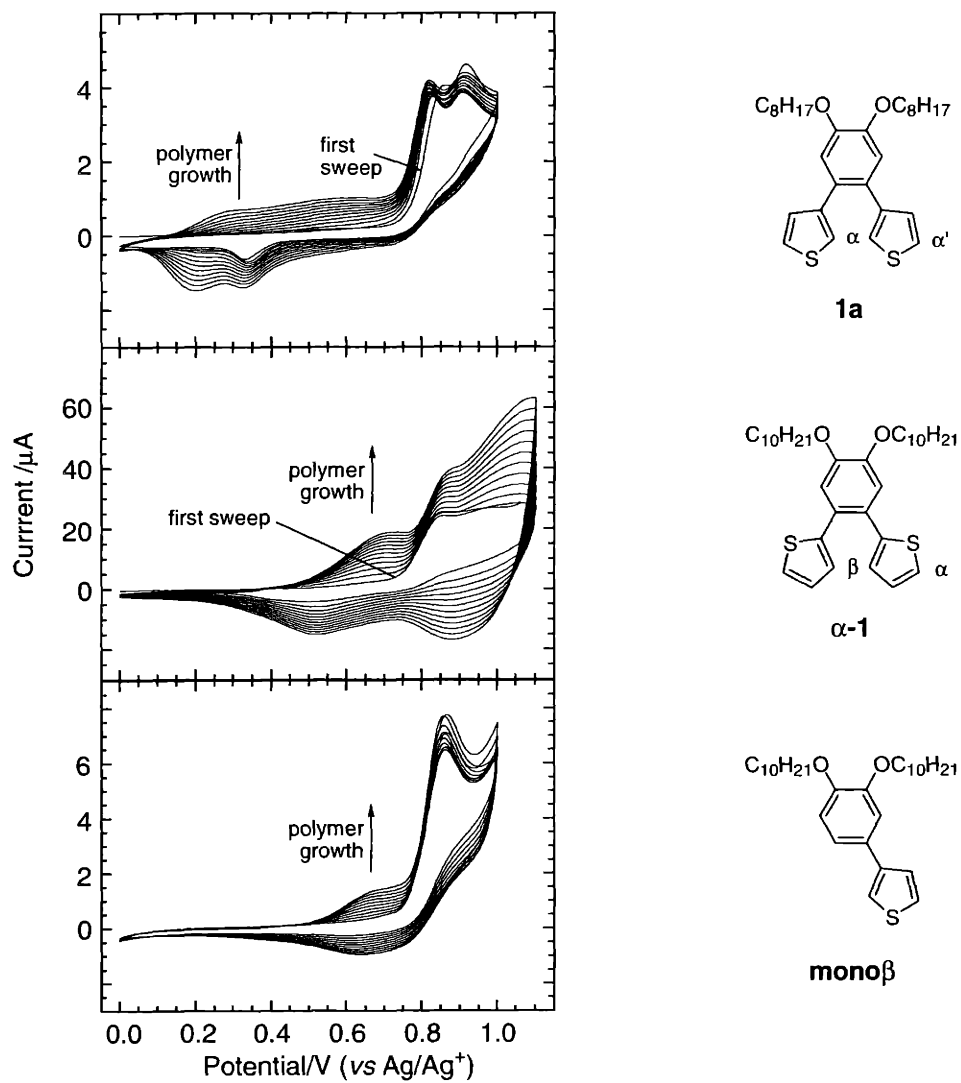 4
2
0
polymer
growth
first
sweep
C8H17O OC8H17
α α'
S S
1a
60
40
20
0
polymer
growth
first sweep
Currrent /μA
C10H21O OC10H21
S S
β α
α-1
6
4
2
0
polymer
growth
C10H21O OC10H21
S
monoβ
0.0 0.2 0.4 0.6 0.8 1.0
Potential/V (vs Ag/Ag+)